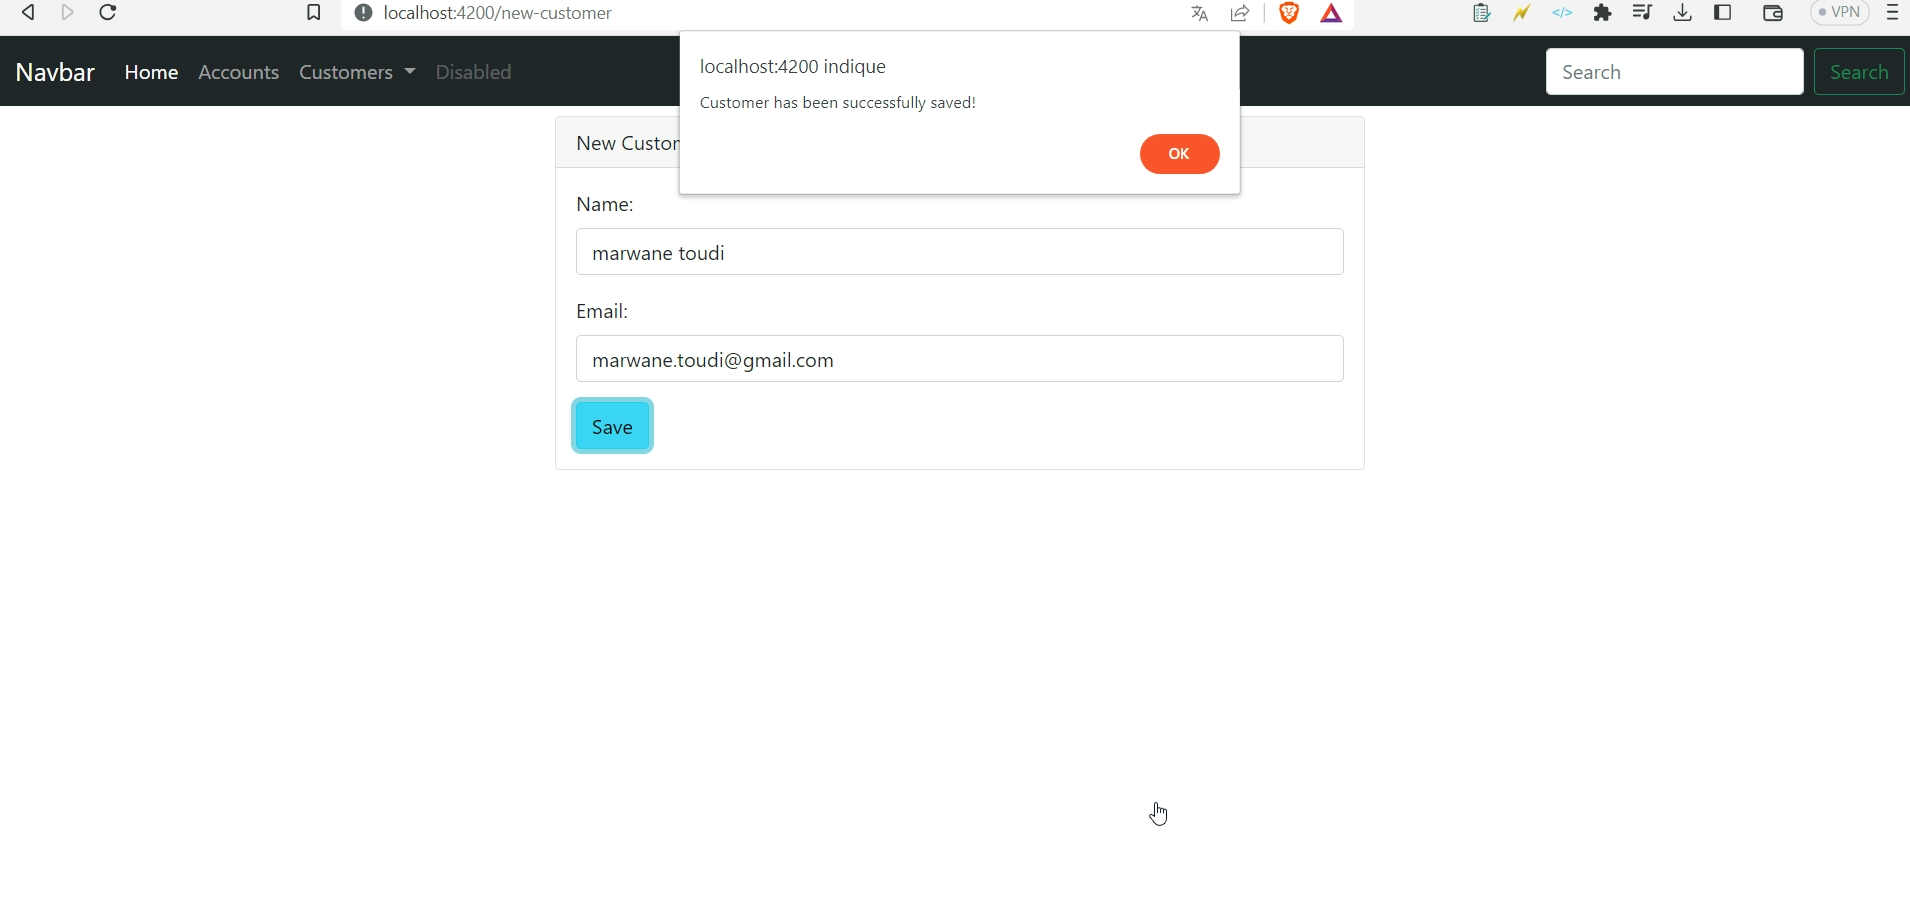 localhost:4200/new-customer
VPN
Navbar Home Accounts Customers Disabled
Search Search
localhost:4200 indique
Customer has been successfully saved!
OK
New Custor
Name:
marwane toudi
Email:
marwane.toudi@gmail.com
Save